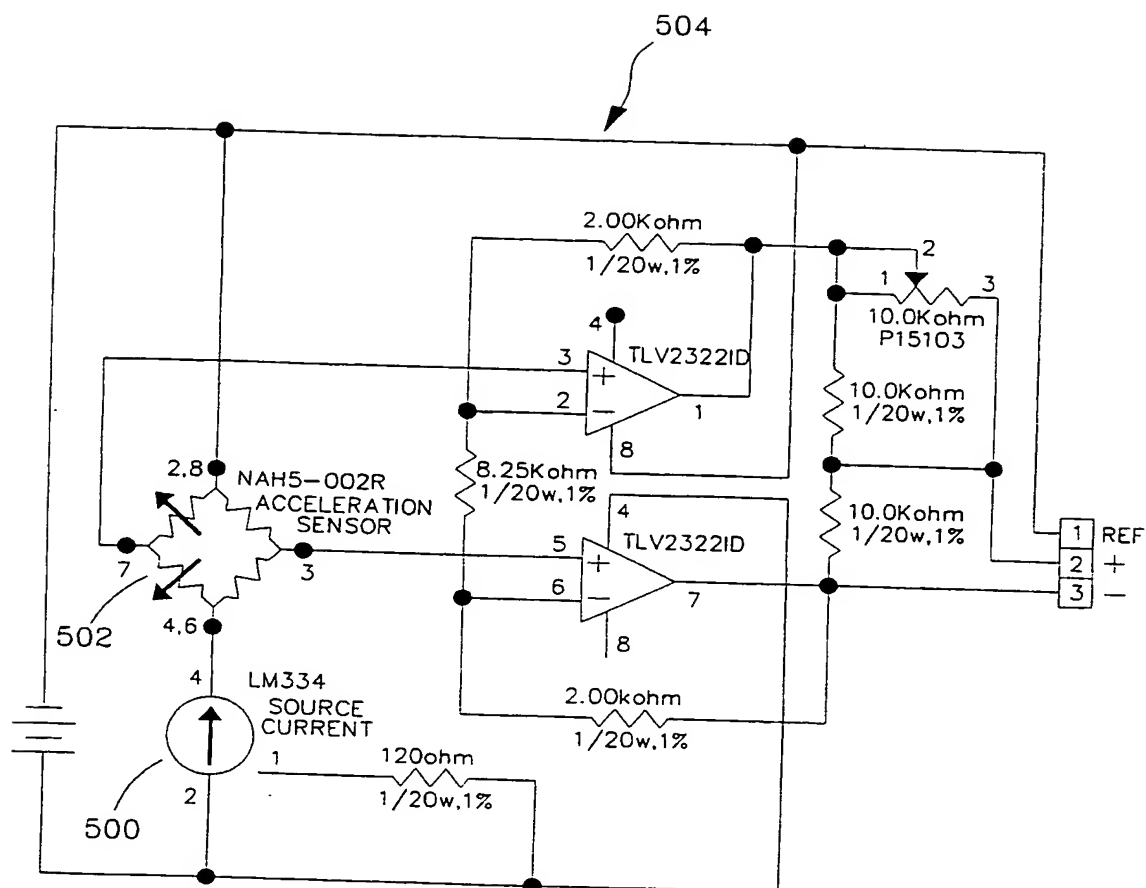 504
2.00Kohm
1/20w,1%
2
1
3
10.0Kohm
P15103
4
TLV2322ID
3
+
2
−
1
8
10.0Kohm
1/20w,1%
8.25Kohm
1/20w,1%
2,8
NAH5-002R
ACCELERATION
SENSOR
4
TLV2322ID
10.0Kohm
1/20w,1%
7
3
5
+
6
−
7
8
1 REF
2 +
3 −
502
4,6
4
LM334
SOURCE
CURRENT
2.00kohm
1/20w,1%
1
120ohm
1/20w,1%
2
500